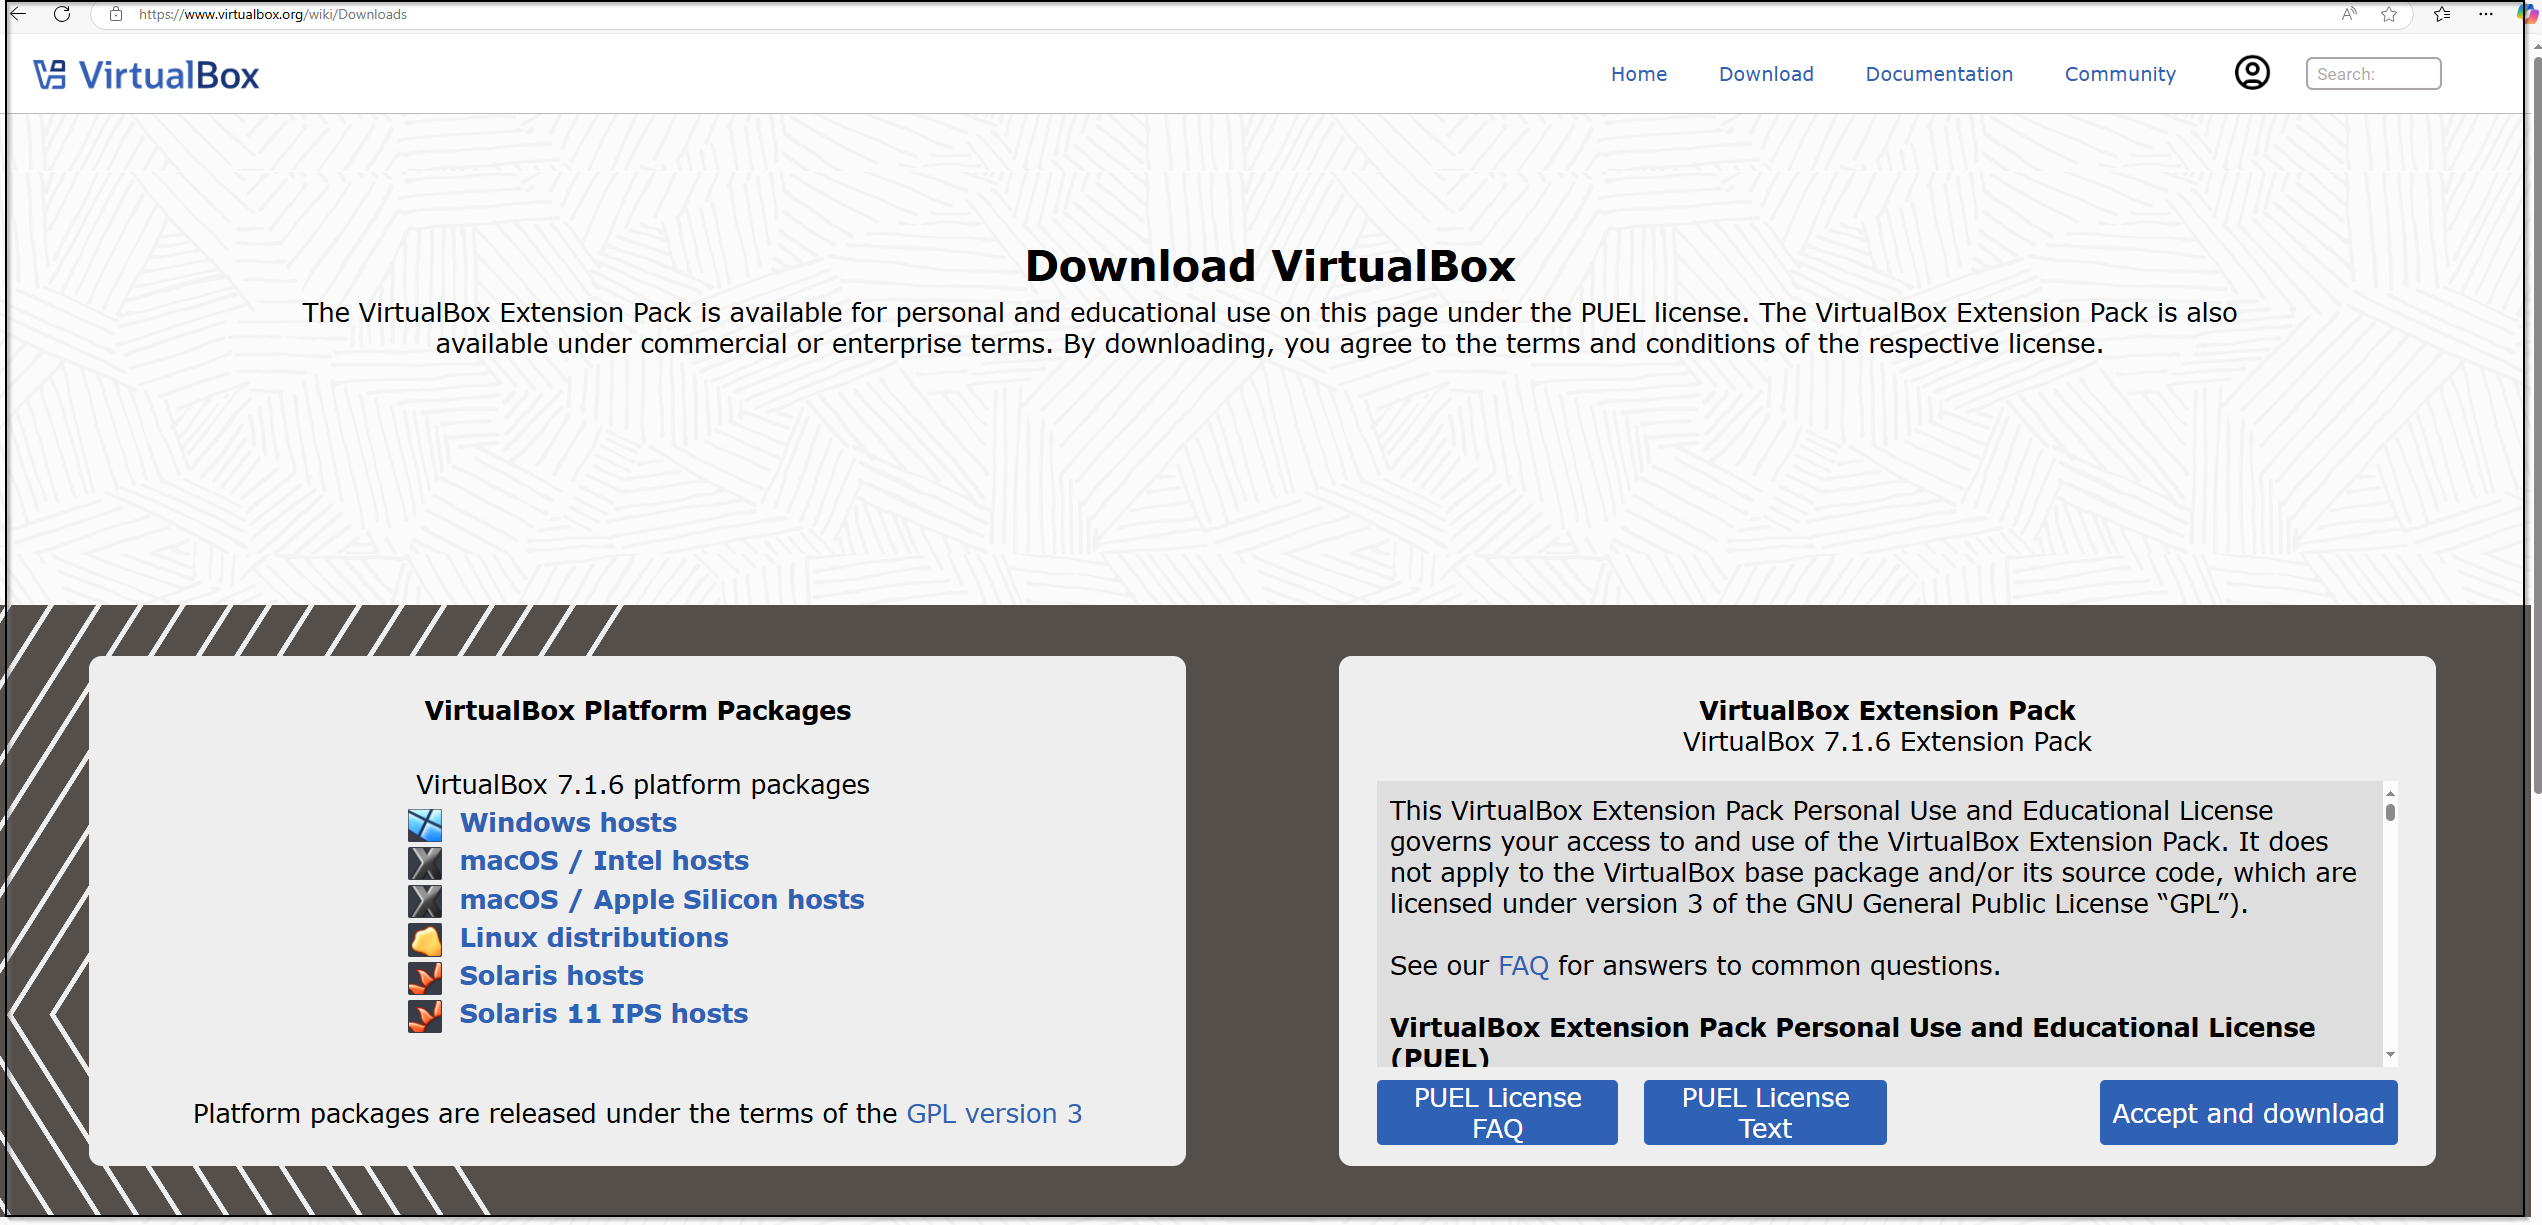 https://www.virtualbox.org/wiki/Downloads
VirtualBox
Home
Download
Documentation
Community
Search:
Download VirtualBox
The VirtualBox Extension Pack is available for personal and educational use on this page under the PUEL license. The VirtualBox Extension Pack is also
available under commercial or enterprise terms. By downloading, you agree to the terms and conditions of the respective license.
VirtualBox Platform Packages
VirtualBox 7.1.6 platform packages
Windows hosts
macOS / Intel hosts
macOS / Apple Silicon hosts
Linux distributions
Solaris hosts
Solaris 11 IPS hosts
Platform packages are released under the terms of the GPL version 3
VirtualBox Extension Pack
VirtualBox 7.1.6 Extension Pack
This VirtualBox Extension Pack Personal Use and Educational License
governs your access to and use of the VirtualBox Extension Pack. It does
not apply to the VirtualBox base package and/or its source code, which are
licensed under version 3 of the GNU General Public License “GPL”).
See our FAQ for answers to common questions.
VirtualBox Extension Pack Personal Use and Educational License
(PUEL)
PUEL License
FAQ
PUEL License
Text
Accept and download